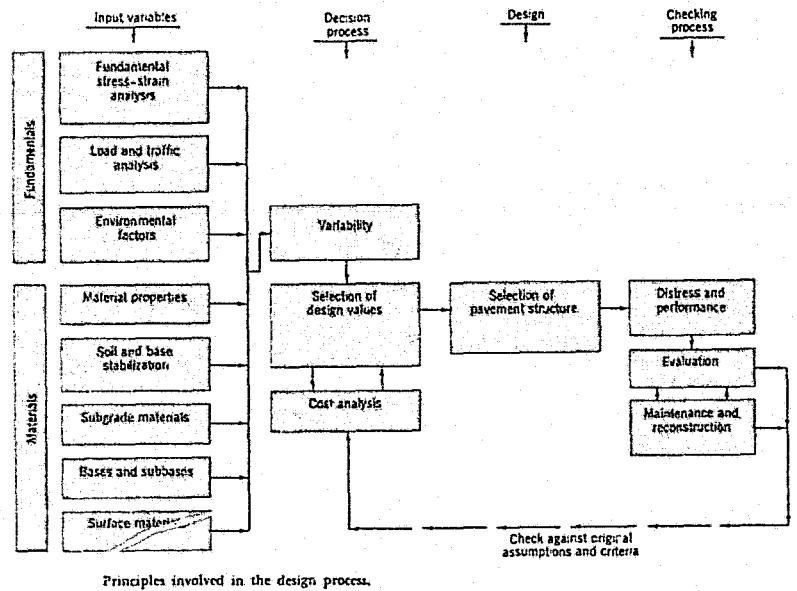 Input variables
Decision
process
Design
Checking
process
Fundamentals
Fundamental
stress-strain
analysis
Load and traffic
analysis
Environmental
factors
Materials
Material properties
Soil and base
stabilization
Subgrade materials
Bases and subbases
Surface
Variability
Selection of
design values
Cost analysis
Selection of
pavement structure
Distress and
performance
Evaluation
Maintenance and
reconstruction
Check against original
assumptions and criteria
Principles involved in the design process.